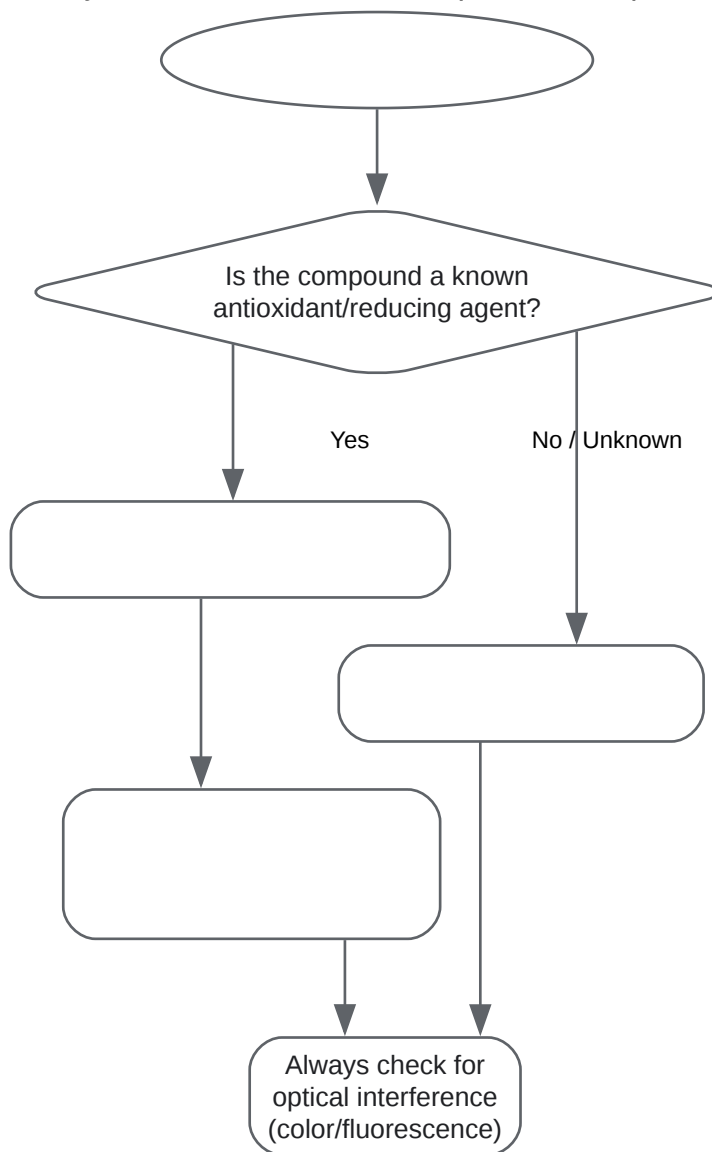 Is the compound a known
antioxidant/reducing agent?
Yes
No / Unknown
Always check for
optical interference
(color/fluorescence)